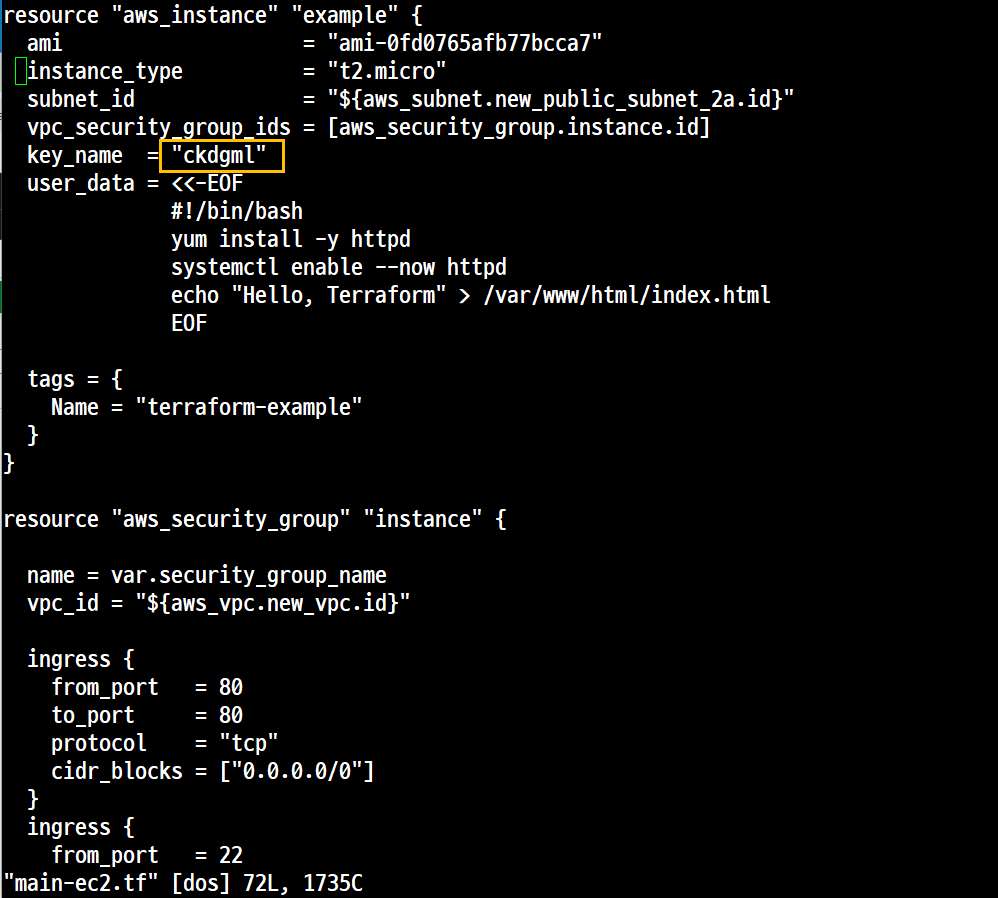 resource "aws_instance" "example" {
  ami                    = "ami-0fd0765afb77bcca7"
  instance_type          = "t2.micro"
  subnet_id              = "${aws_subnet.new_public_subnet_2a.id}"
  vpc_security_group_ids = [aws_security_group.instance.id]
  key_name  = "ckdgml"
  user_data = <<-EOF
              #!/bin/bash
              yum install -y httpd
              systemctl enable --now httpd
              echo "Hello, Terraform" > /var/www/html/index.html
              EOF

  tags = {
    Name = "terraform-example"
  }
}

resource "aws_security_group" "instance" {

  name = var.security_group_name
  vpc_id = "${aws_vpc.new_vpc.id}"

  ingress {
    from_port   = 80
    to_port     = 80
    protocol    = "tcp"
    cidr_blocks = ["0.0.0.0/0"]
  }
  ingress {
    from_port   = 22
"main-ec2.tf" [dos] 72L, 1735C